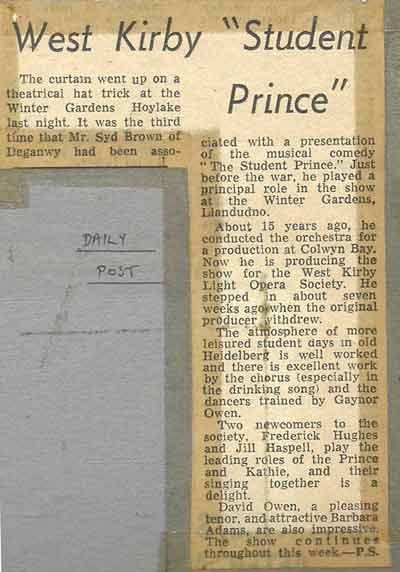 West Kirby "Student
Prince"
The curtain went up on a
theatrical hat trick at the
Winter Gardens Hoylake
last night. It was the third
time that Mr. Syd Brown of
Deganwy had been asso-
ciated with a presentation
of the musical comedy
"The Student Prince." Just
before the war, he played a
principal role in the show
at the Winter Gardens,
Llandudno.
About 15 years ago, he
conducted the orchestra for
a production at Colwyn Bay.
Now he is producing the
show for the West Kirby
Light Opera Society. He
stepped in about seven
weeks ago when the original
producer withdrew.
The atmosphere of more
leisured student days in old
Heidelberg is well worked
and there is excellent work
by the chorus (especially in
the drinking song) and the
dancers trained by Gaynor
Owen.
Two newcomers to the
society, Frederick Hughes
and Jill Haspell, play the
leading roles of the Prince
and Kathie, and their
singing together is a
delight.
David Owen, a pleasing
tenor, and attractive Barbara
Adams, are also impressive.
The show continues
throughout this week.—P.S.
DAILY
POST